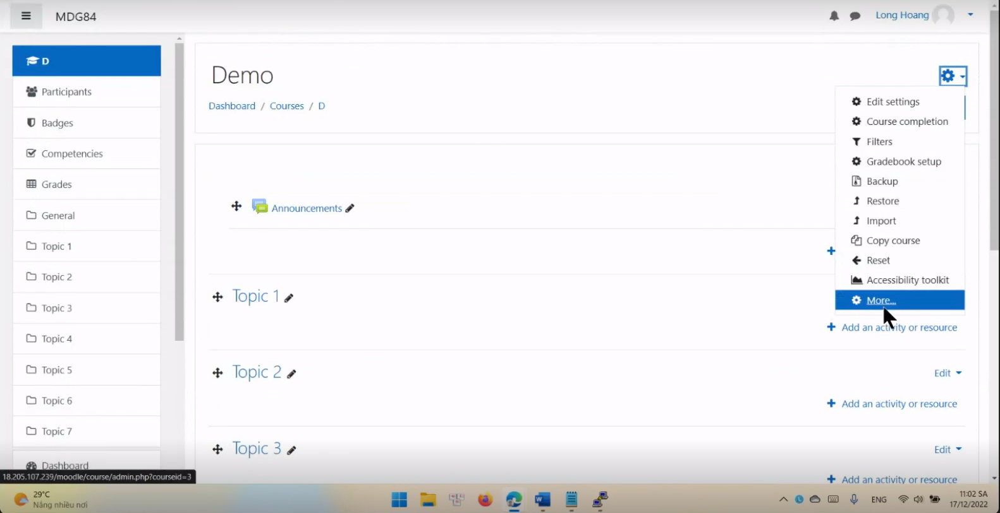 MDG84
Long Hoang
D
Participants
Badges
Competencies
Grades
General
Topic 1
Topic 2
Topic 3
Topic 4
Topic 5
Topic 6
Topic 7
Dashboard
Demo
Dashboard / Courses / D
Edit settings
Course completion
Filters
Gradebook setup
Backup
Restore
Import
Copy course
Reset
Accessibility toolkit
More...
Announcements
Topic 1
+ Add an activity or resource
Topic 2
Edit
+ Add an activity or resource
Topic 3
Edit
+ Add an activity or resource
18.205.107.239/moodle/course/admin.php?courseid=3
29°C
Nắng nhiều nơi
ENG
11:02 SA
17/12/2022